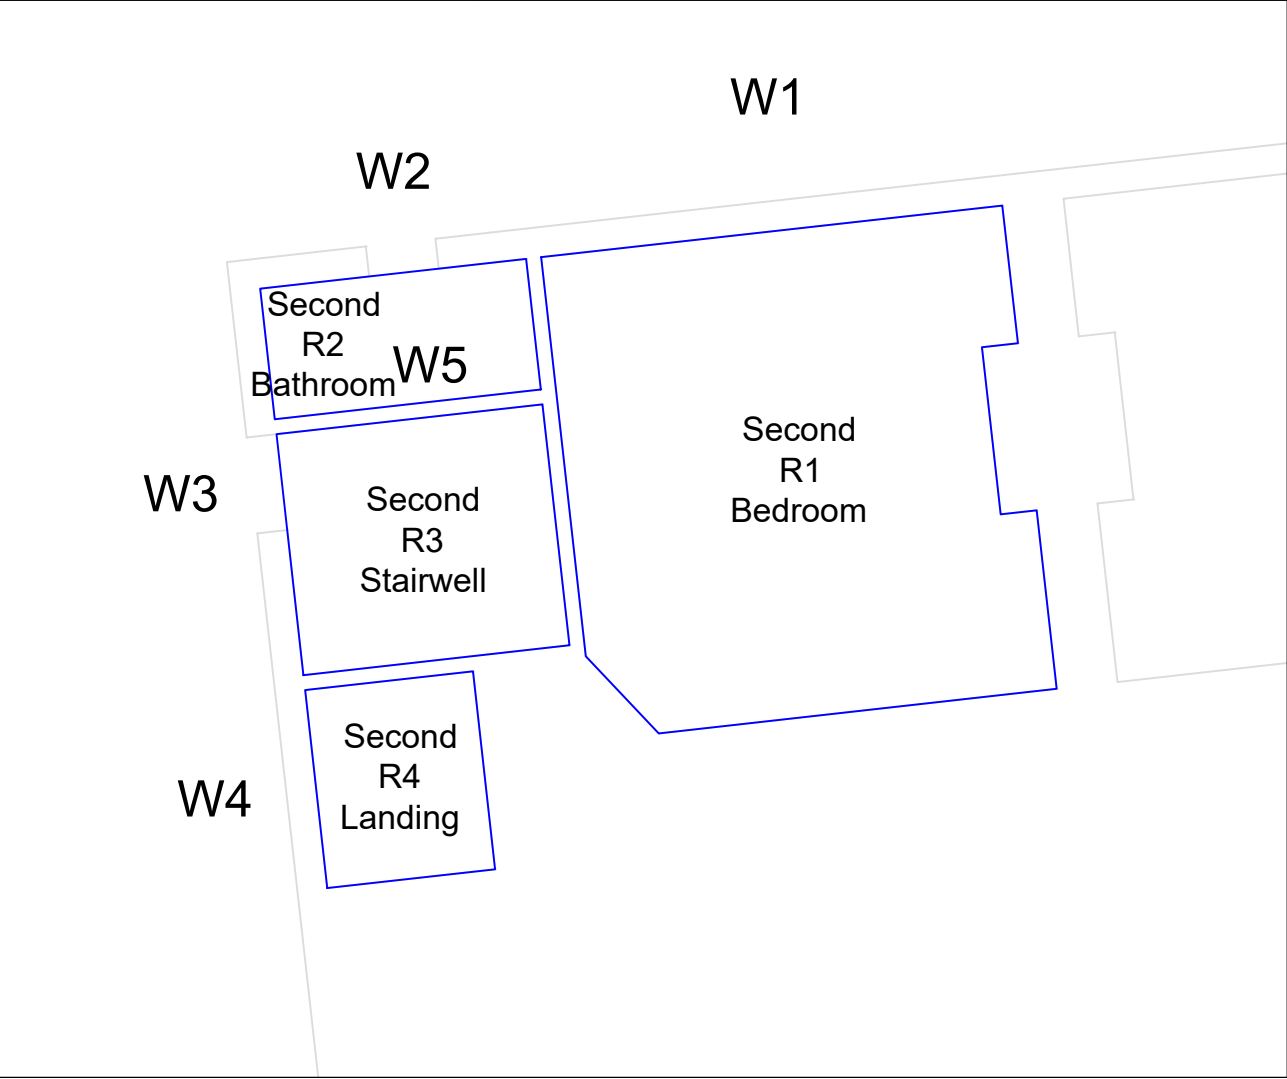 W1
W2
Second
R2
Bathroom
W5
Second
R1
Bedroom
W3
Second
R3
Stairwell
Second
R4
Landing
W4